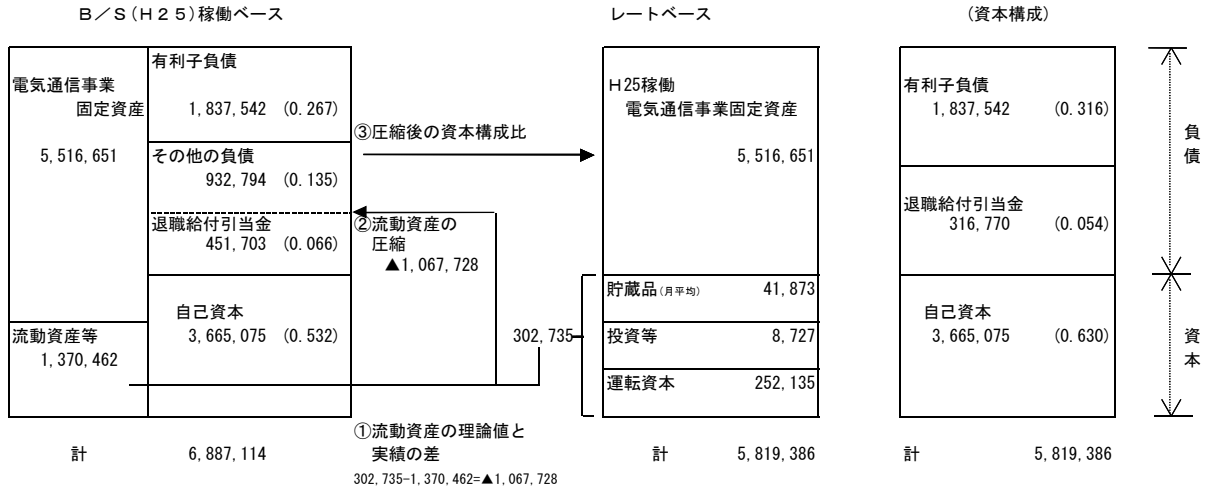 B/S(H25)稼働ベース
電気通信事業
固定資産
5,516,651
流動資産等
1,370,462
有利子負債
1,837,542 (0.267)
その他の負債
932,794 (0.135)
退職給付引当金
451,703 (0.066)
自己資本
3,665,075 (0.532)
計 6,887,114
③圧縮後の資本構成比
②流動資産の
圧縮
▲1,067,728
302,735
①流動資産の理論値と
実績の差
302,735-1,370,462=▲1,067,728
レートベース
H25稼働
電気通信事業固定資産
5,516,651
貯蔵品(月平均) 41,873
投資等 8,727
運転資本 252,135
計 5,819,386
(資本構成)
有利子負債
1,837,542 (0.316)
退職給付引当金
316,770 (0.054)
自己資本
3,665,075 (0.630)
計 5,819,386
負
債
資
本